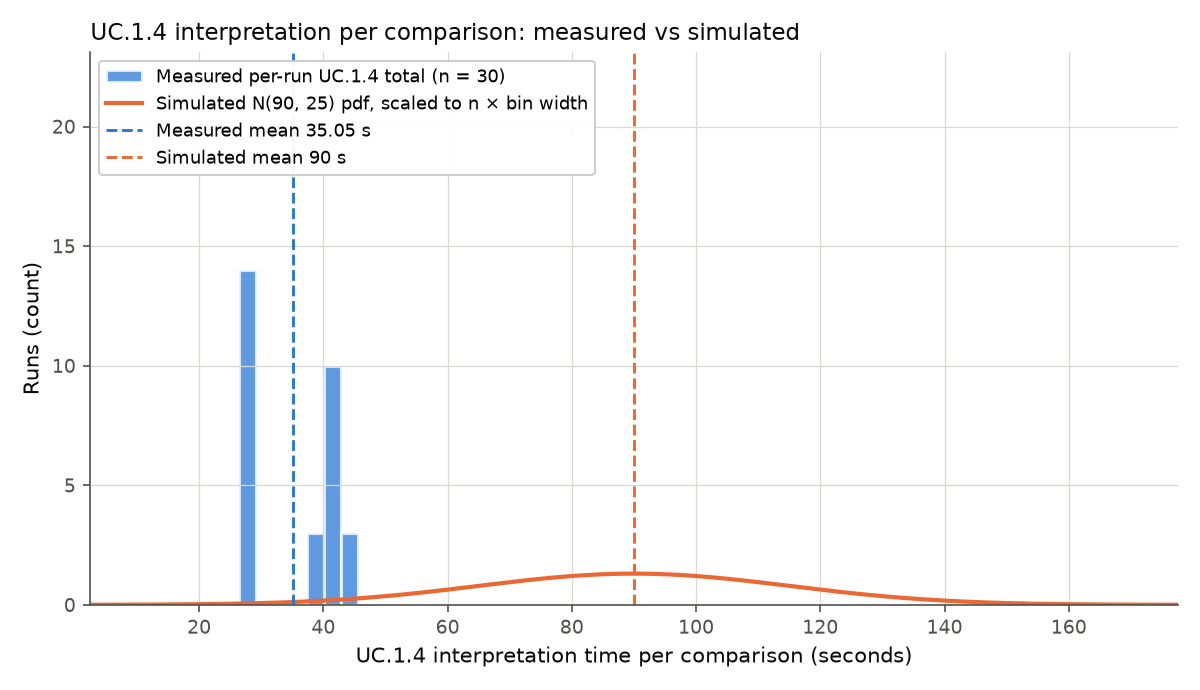 UC.1.4 interpretation per comparison: measured vs simulated
Measured per-run UC.1.4 total (n = 30)
Simulated N(90, 25) pdf, scaled to n × bin width
Measured mean 35.05 s
Simulated mean 90 s
Runs (count)
20
15
10
5
0
20 40 60 80 100 120 140 160
UC.1.4 interpretation time per comparison (seconds)